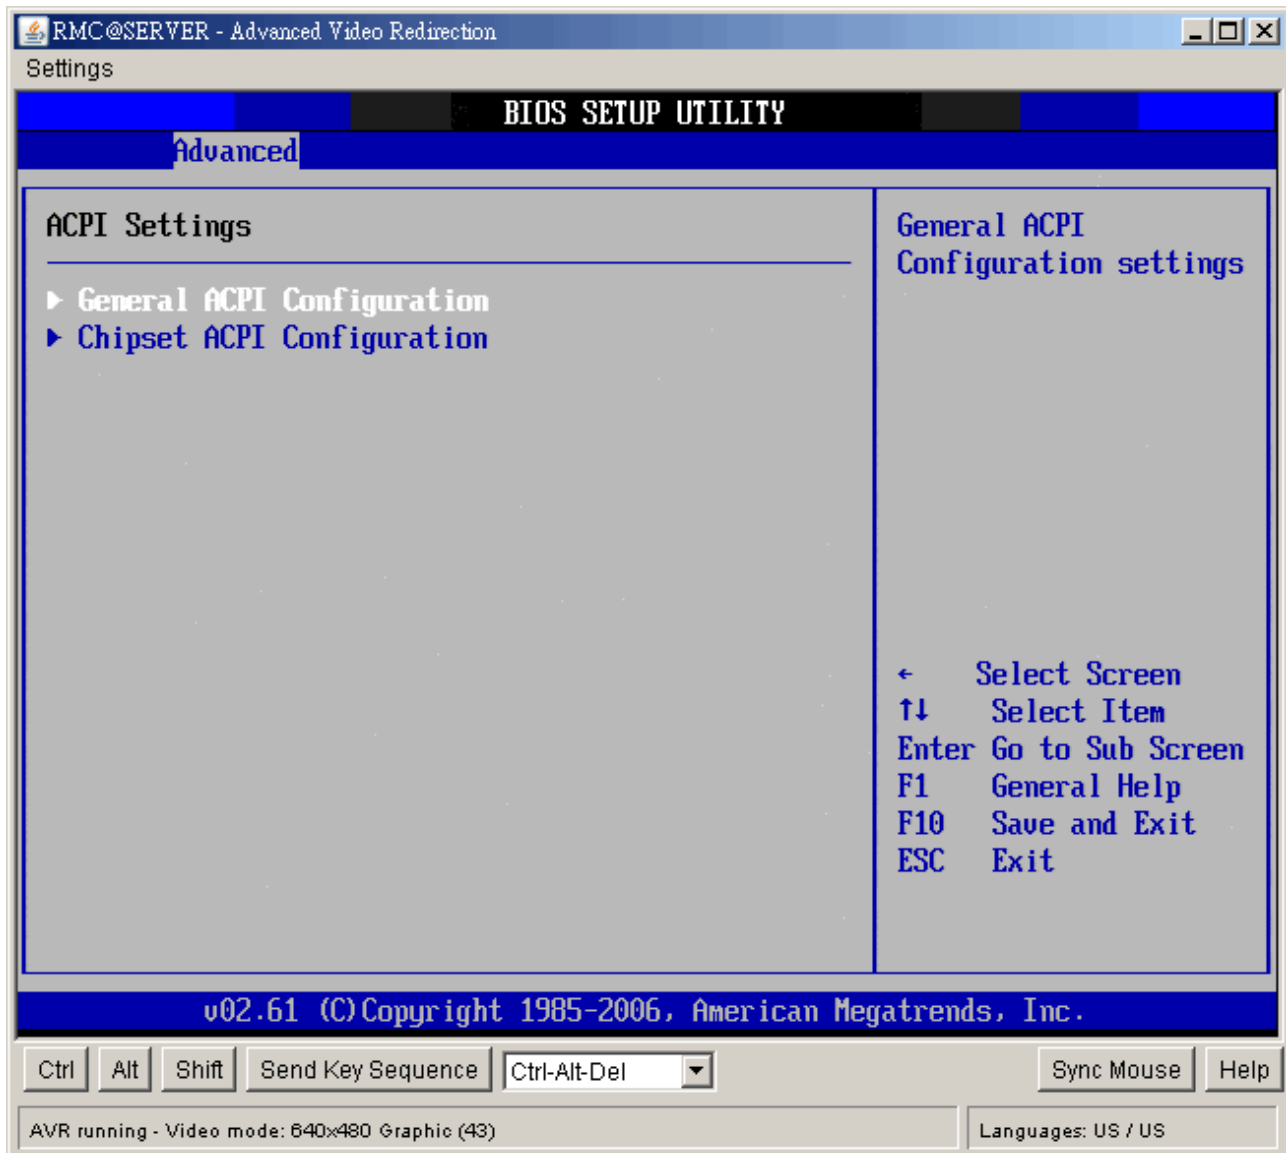 RMC@SERVER - Advanced Video Redirection
Settings
BIOS SETUP UTILITY
Advanced
ACPI Settings
▶ General ACPI Configuration
▶ Chipset ACPI Configuration
General ACPI
Configuration settings
← Select Screen
↑↓ Select Item
Enter Go to Sub Screen
F1 General Help
F10 Save and Exit
ESC Exit
v02.61 (C)Copyright 1985-2006, American Megatrends, Inc.
Ctrl Alt Shift Send Key Sequence Ctrl-Alt-Del Sync Mouse Help
AVR running - Video mode: 640x480 Graphic (43) Languages: US / US